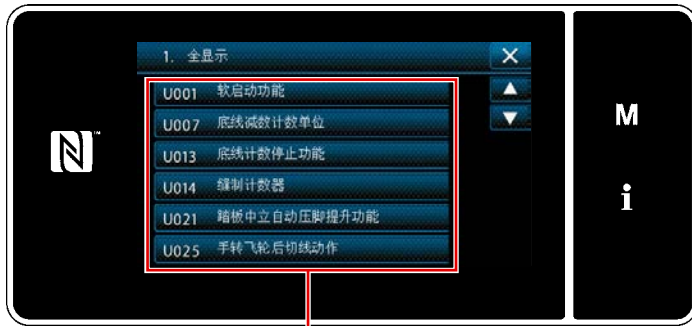 1. 全显示
U001 软启动功能
U007 底线减数计数单位
U013 底线计数停止功能
U014 缝制计数器
U021 踏板中立自动压脚提升功能
U025 手转飞轮后切线动作
M
i